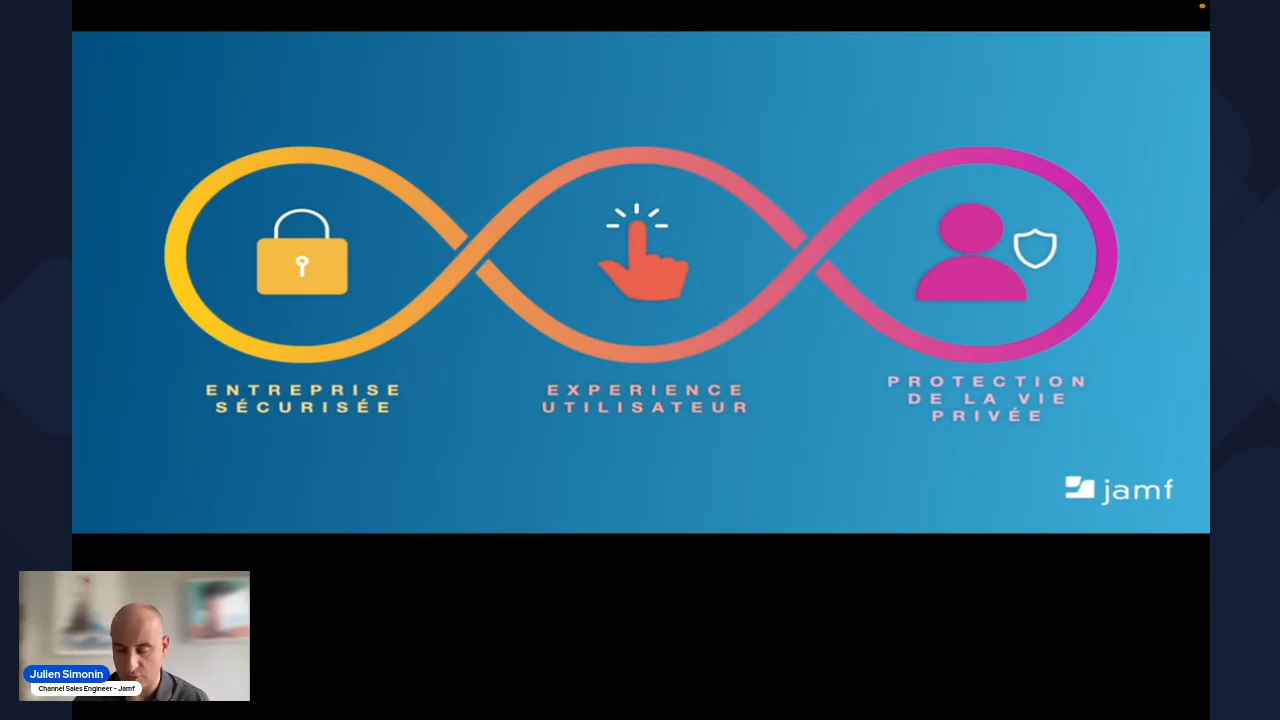 ENTREPRISE
SÉCURISÉE
EXPERIENCE
UTILISATEUR
PROTECTION
DE LA VIE
PRIVÉE
jamf
Julien Simonin
Channel Sales Engineer - Jamf